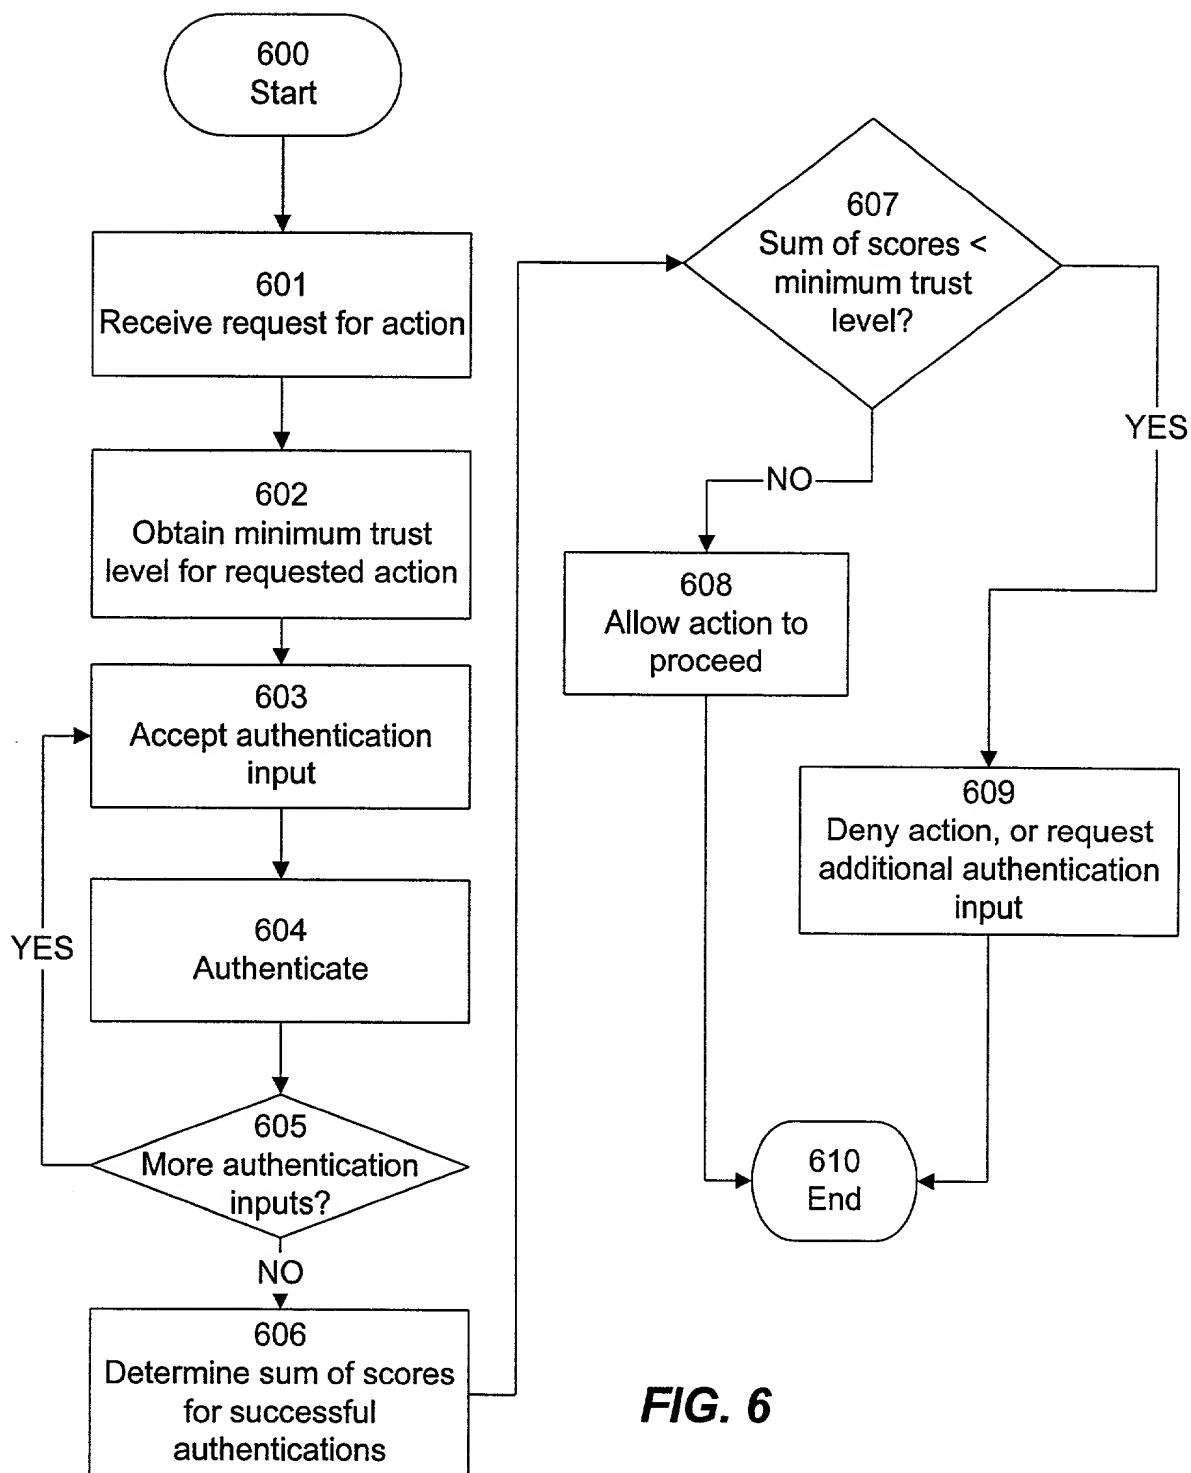 600
Start
601
Receive request for action
602
Obtain minimum trust
level for requested action
603
Accept authentication
input
604
Authenticate
YES
605
More authentication
inputs?
NO
606
Determine sum of scores
for successful
authentications
607
Sum of scores <
minimum trust
level?
YES
NO
608
Allow action to
proceed
609
Deny action, or request
additional authentication
input
610
End
FIG. 6